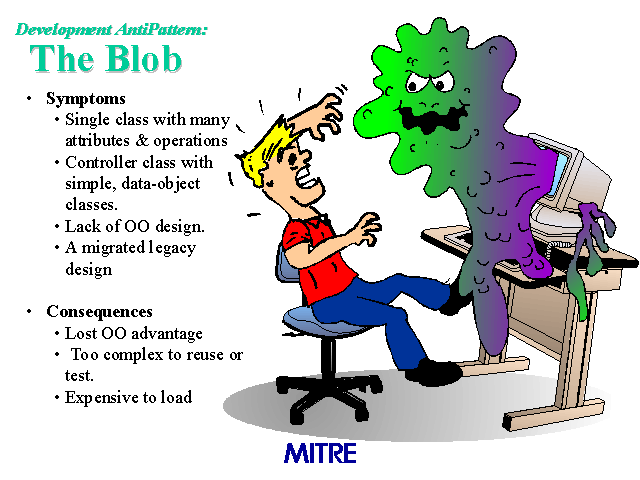 Development AntiPattern:
The Blob
• Symptoms
• Single class with many
attributes & operations
• Controller class with
simple, data-object
classes.
• Lack of OO design.
• A migrated legacy
design
• Consequences
• Lost OO advantage
• Too complex to reuse or
test.
• Expensive to load
MITRE